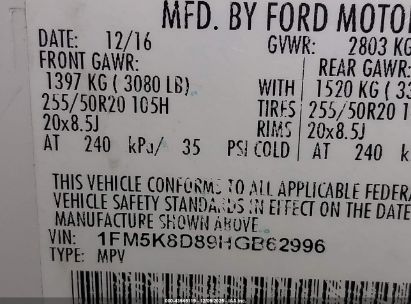 MFD. BY FORD MOTO
DATE: 12/16 GVWR: 2803 KG
FRONT GAWR: REAR GAWR:
1397 KG ( 3080 LB) WITH 1520 KG ( 33
255/50R20 105H TIRES 255/50R20 1
20x8.5J RIMS 20x8.5J
AT 240 kPa/ 35 PSI COLD AT 240 k
THIS VEHICLE CONFORMS TO ALL APPLICABLE FEDERA
VEHICLE SAFETY STANDARDS IN EFFECT ON THE DATE
MANUFACTURE SHOWN ABOVE.
VIN: 1FM5K8D89HGB62996
TYPE: MPV